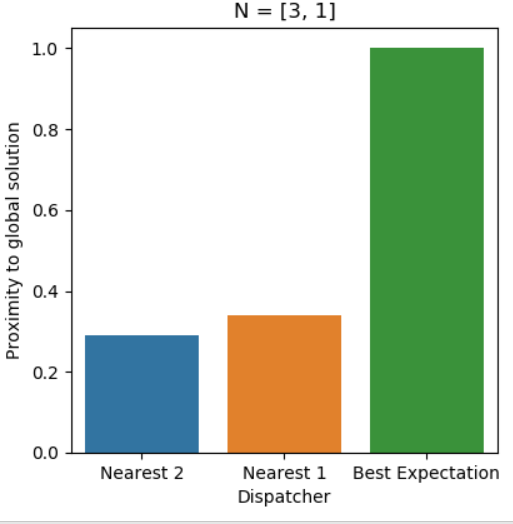 N = [3, 1]
Proximity to global solution
1.0
0.8
0.6
0.4
0.2
0.0
Nearest 2 Nearest 1 Best Expectation
Dispatcher